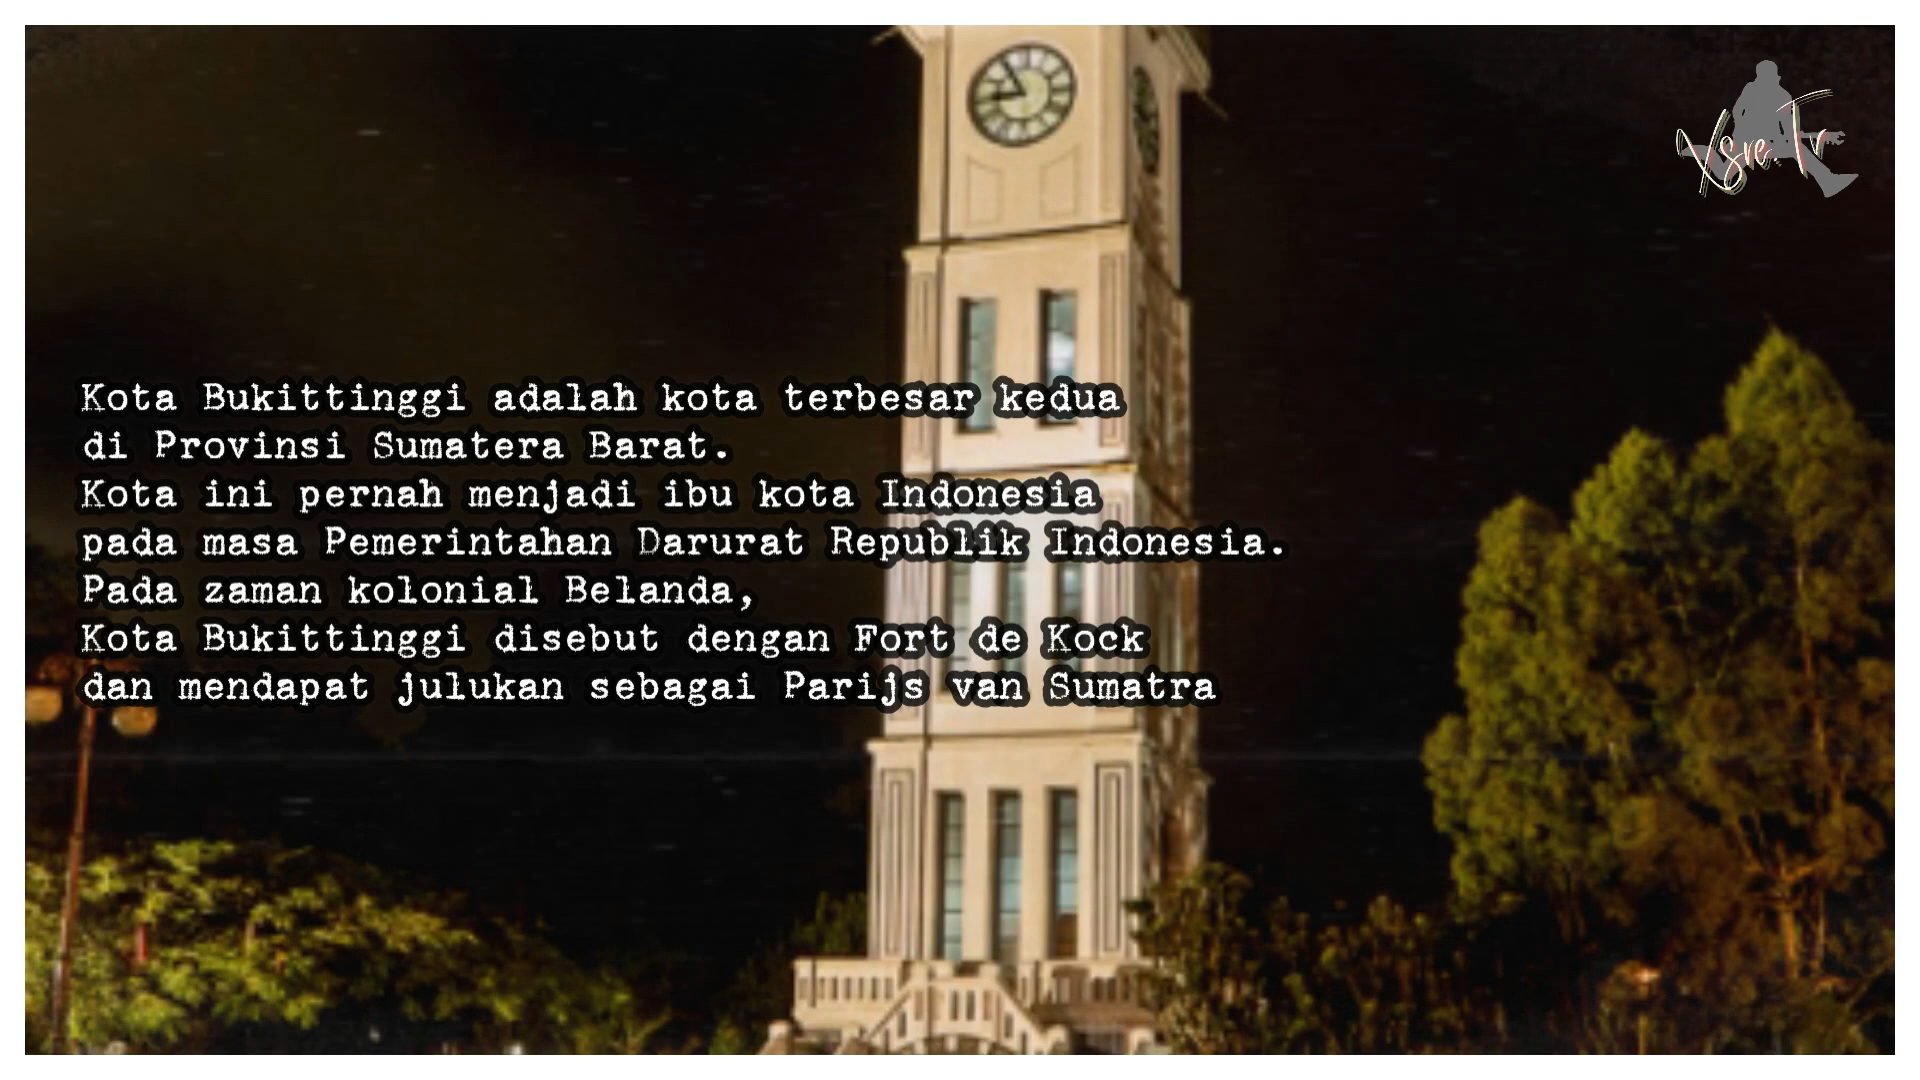 Xsre Tv
Kota Bukittinggi adalah kota terbesar kedua
di Provinsi Sumatera Barat.
Kota ini pernah menjadi ibu kota Indonesia
pada masa Pemerintahan Darurat Republik Indonesia.
Pada zaman kolonial Belanda,
Kota Bukittinggi disebut dengan Fort de Kock
dan mendapat julukan sebagai Parijs van Sumatra